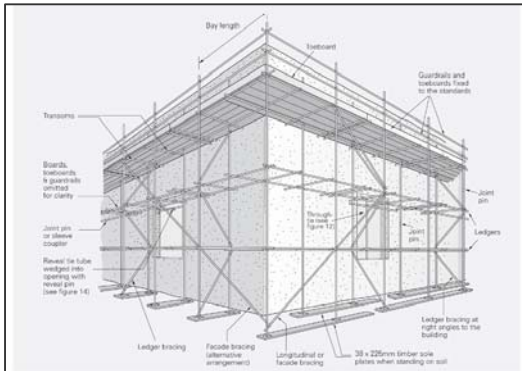 Bay length
Toeboard
Guardrails and
toeboards fixed
to the standards
Transoms
Boards,
toeboards
& guardrails
omitted
for clarity
Joint pin
or sleeve
coupler
Reveal tie tube
wedged into
opening with
reveal pin
(see figure 14)
Ledger bracing
Facade bracing
(alternative
arrangement)
Longitudinal or
facade bracing
38 x 225mm timber sole
plates when standing on soil
Through-
tie (see
figure 12)
Joint
pin
Joint
pin
Ledgers
Ledger bracing at
right angles to the
building